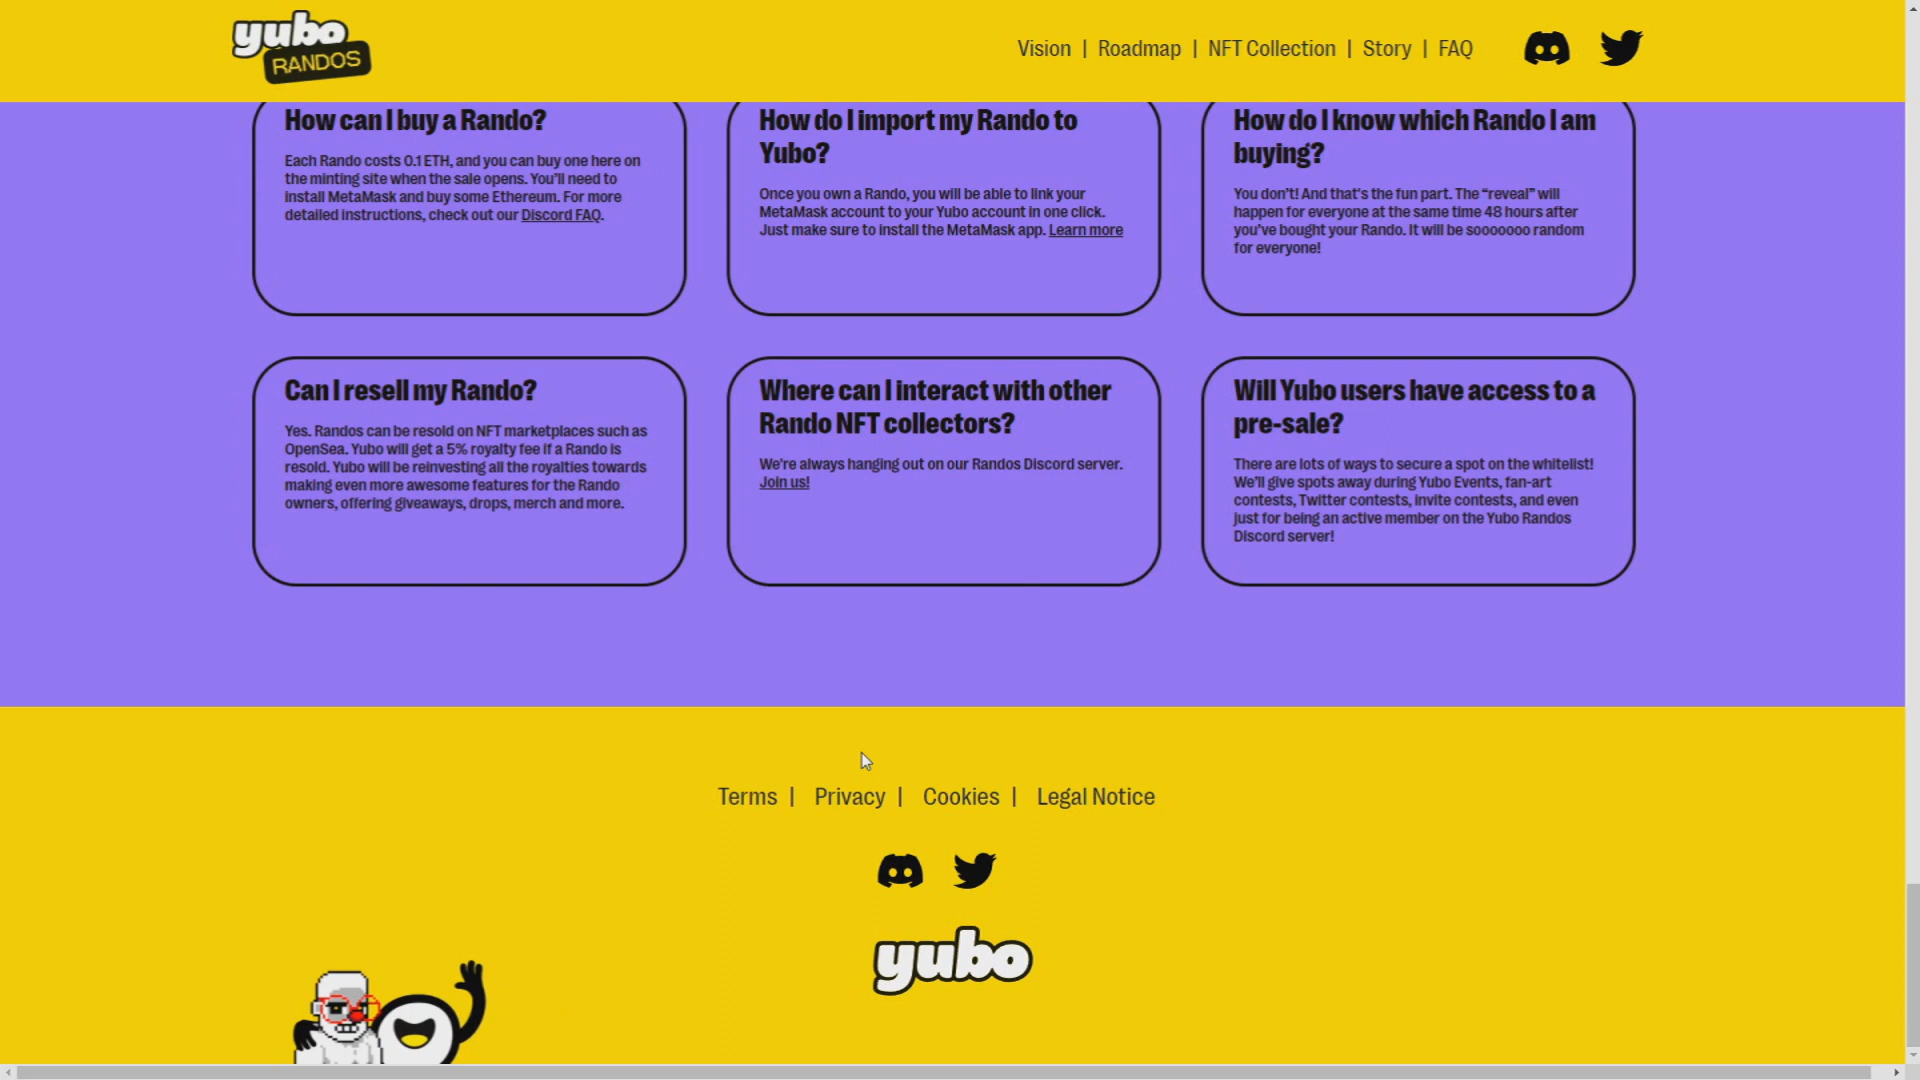 yubo
RANDOS
Vision | Roadmap | NFT Collection | Story | FAQ
How can I buy a Rando?
Each Rando costs 0.1 ETH, and you can buy one here on
the minting site when the sale opens. You'll need to
install MetaMask and buy some Ethereum. For more
detailed instructions, check out our Discord FAQ.
How do I import my Rando to
Yubo?
Once you own a Rando, you will be able to link your
MetaMask account to your Yubo account in one click.
Just make sure to install the MetaMask app. Learn more
How do I know which Rando I am
buying?
You don't! And that's the fun part. The “reveal” will
happen for everyone at the same time 48 hours after
you've bought your Rando. It will be sooooooo random
for everyone!
Can I resell my Rando?
Yes. Randos can be resold on NFT marketplaces such as
OpenSea. Yubo will get a 5% royalty fee if a Rando is
resold. Yubo will be reinvesting all the royalties towards
making even more awesome features for the Rando
owners, offering giveaways, drops, merch and more.
Where can I interact with other
Rando NFT collectors?
We're always hanging out on our Randos Discord server.
Join us!
Will Yubo users have access to a
pre-sale?
There are lots of ways to secure a spot on the whitelist!
We'll give spots away during Yubo Events, fan-art
contests, Twitter contests, invite contests, and even
just for being an active member on the Yubo Randos
Discord server!
Terms | Privacy | Cookies | Legal Notice
yubo